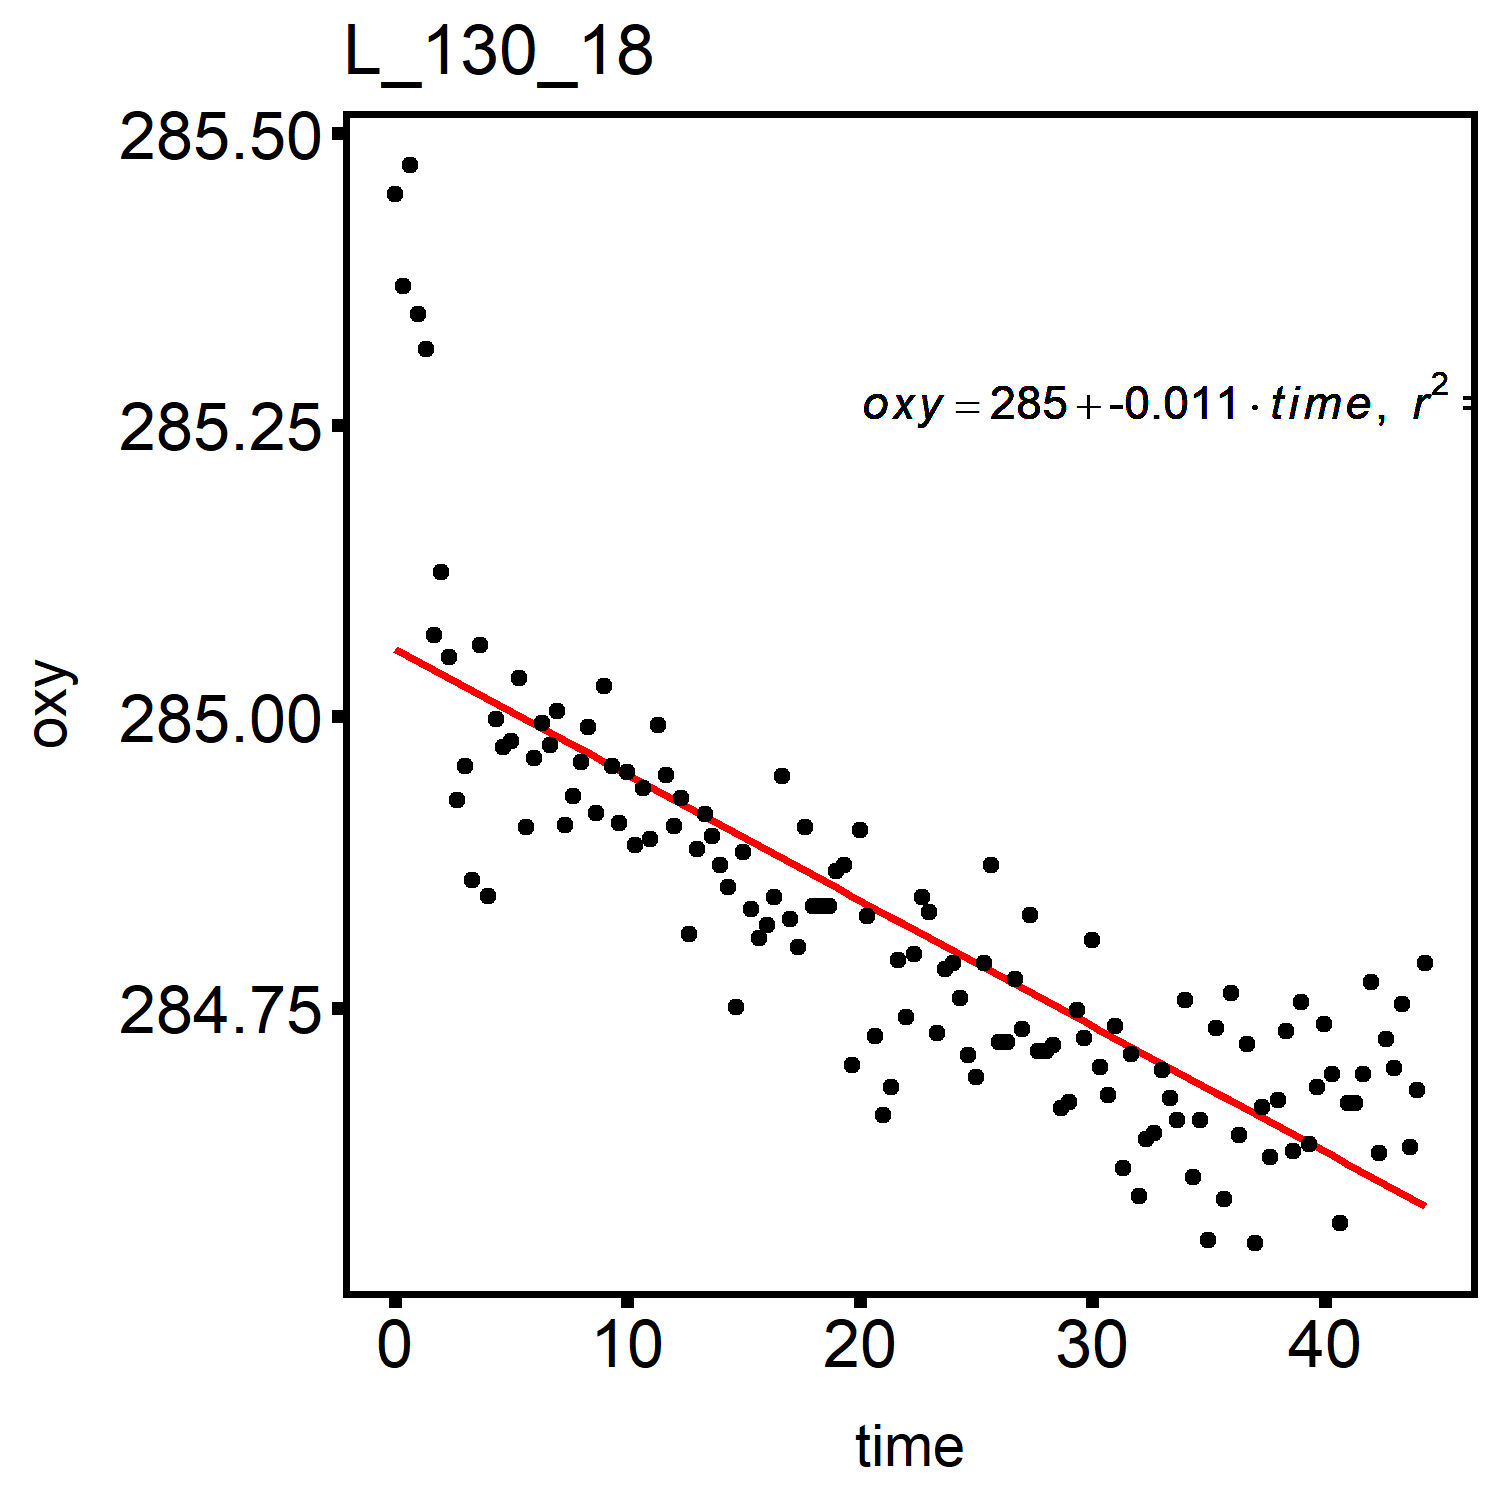 L_130_18
285.50
285.25
285.00
284.75
oxy
oxy = 285 + -0.011 · time, r² =
0 10 20 30 40
time